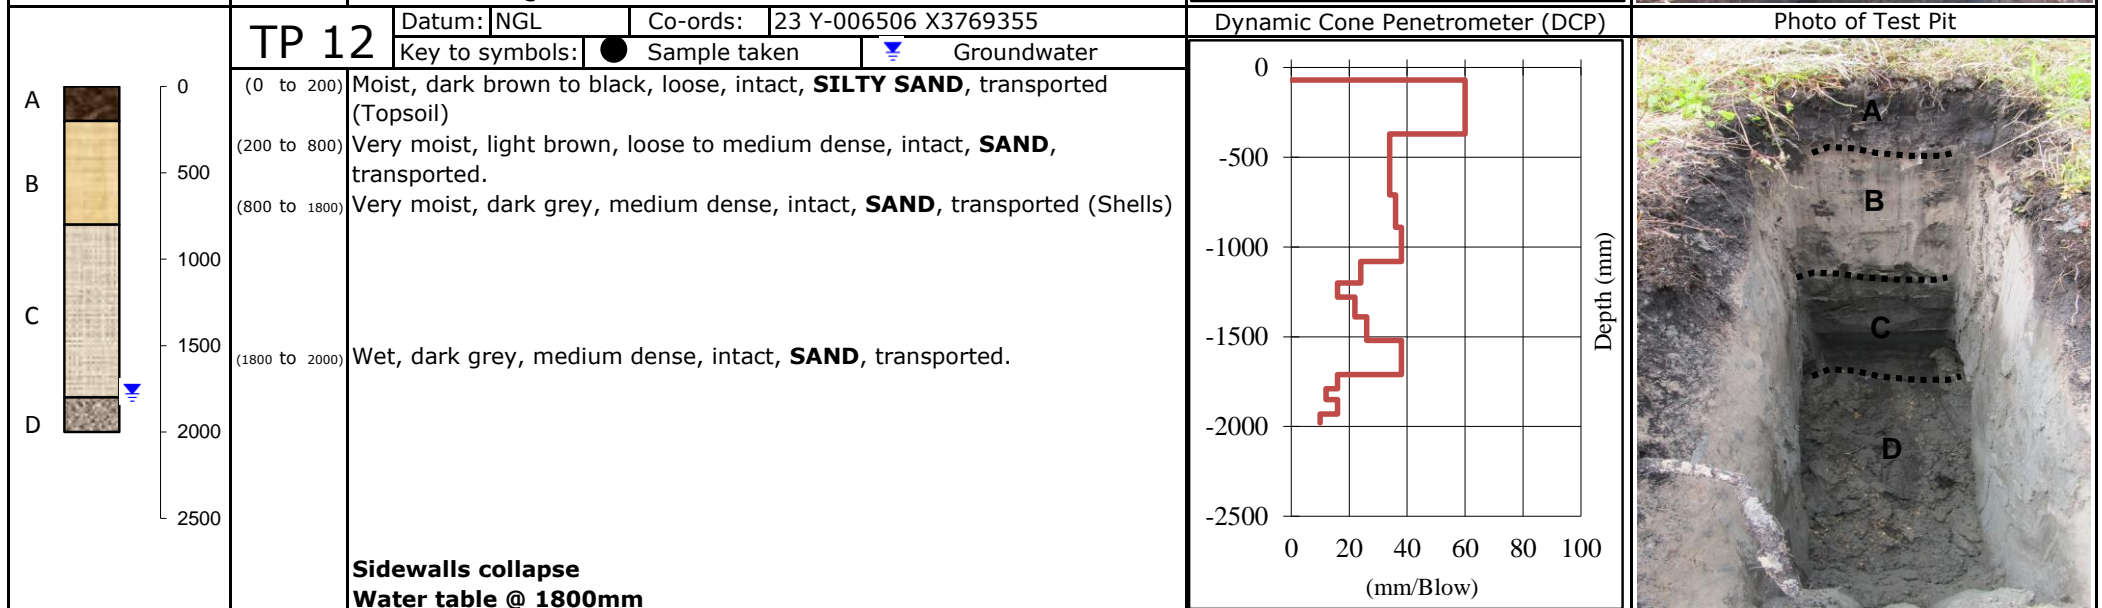 TP 12
Datum: NGL Co-ords: 23 Y-006506 X3769355
Key to symbols: Sample taken Groundwater
Dynamic Cone Penetrometer (DCP)
Photo of Test Pit
A
B
C
D
0
500
1000
1500
2000
2500
(0 to 200) Moist, dark brown to black, loose, intact, SILTY SAND, transported
(Topsoil)
(200 to 800) Very moist, light brown, loose to medium dense, intact, SAND,
transported.
(800 to 1800) Very moist, dark grey, medium dense, intact, SAND, transported (Shells)
(1800 to 2000) Wet, dark grey, medium dense, intact, SAND, transported.
Sidewalls collapse
Water table @ 1800mm
0
-500
-1000
-1500
-2000
-2500
0 20 40 60 80 100
(mm/Blow)
Depth (mm)
A
B
C
D